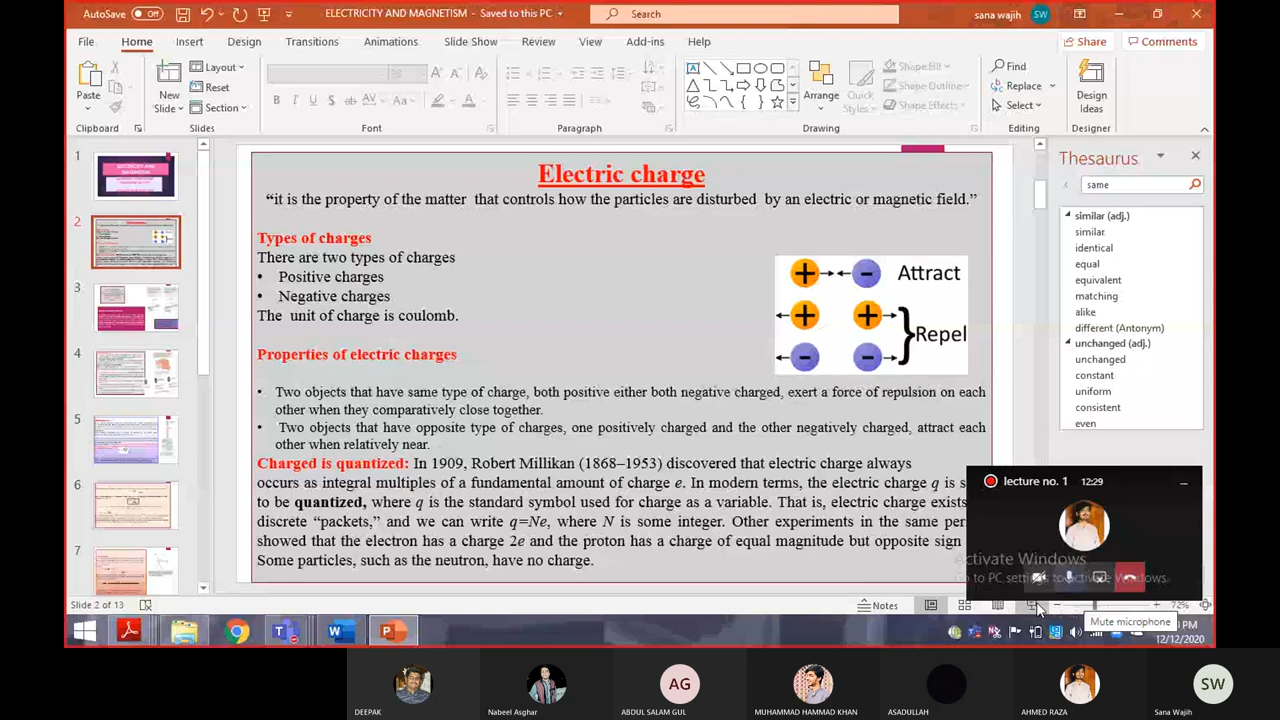 AutoSave Off ELECTRICITY AND MAGNETISM - Saved to this PC Search sana wajih SW
File Home Insert Design Transitions Animations Slide Show Review View Add-ins Help Share Comments
Paste
Clipboard
New
Slide
Layout
Reset
Section
Slides
B I U S ab AV Aa
Font
Paragraph
Arrange
Quick
Styles
Shape Fill
Shape Outline
Shape Effects
Drawing
Find
Replace
Select
Editing
Design
Ideas
Designer
1
2
3
4
5
6
7
Electric charge
“it is the property of the matter that controls how the particles are disturbed by an electric or magnetic field.”
Types of charges
There are two types of charges
• Positive charges
• Negative charges
The unit of charge is coulomb.
+ - Attract
+ +
- -
Repel
Properties of electric charges
• Two objects that have same type of charge, both positive either both negative charged, exert a force of repulsion on each
other when they comparatively close together.
• Two objects that have opposite type of charges, one positively charged and the other negatively charged, attract each
other when relatively near.
Charged is quantized: In 1909, Robert Millikan (1868–1953) discovered that electric charge always
occurs as integral multiples of a fundamental amount of charge e. In modern terms, the electric charge q is s
to be quantized, where q is the standard symbol used for charge as a variable. That is, electric charge exists
discrete “packets,” and we can write q=Ne, where N is some integer. Other experiments in the same per
showed that the electron has a charge 2e and the proton has a charge of equal magnitude but opposite sign
Some particles, such as the neutron, have no charge.
Thesaurus
same
similar (adj.)
similar
identical
equal
equivalent
matching
alike
different (Antonym)
unchanged (adj.)
unchanged
constant
uniform
consistent
even
lecture no. 1 12:29
Activate Windows
Go to PC settings to activate Windows.
Slide 2 of 13 Notes 72%
Mute microphone
PM
12/12/2020
AG SW
DEEPAK Nabeel Asghar ABDUL SALAM GUL MUHAMMAD HAMMAD KHAN ASADULLAH AHMED RAZA Sana Wajih